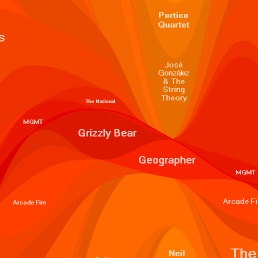 Portico
Quartet
José
González
& The
String
Theory
The National
MGMT
Grizzly Bear
Geographer
MGMT
Arcade Fire
Arcade Fi
Neil
The